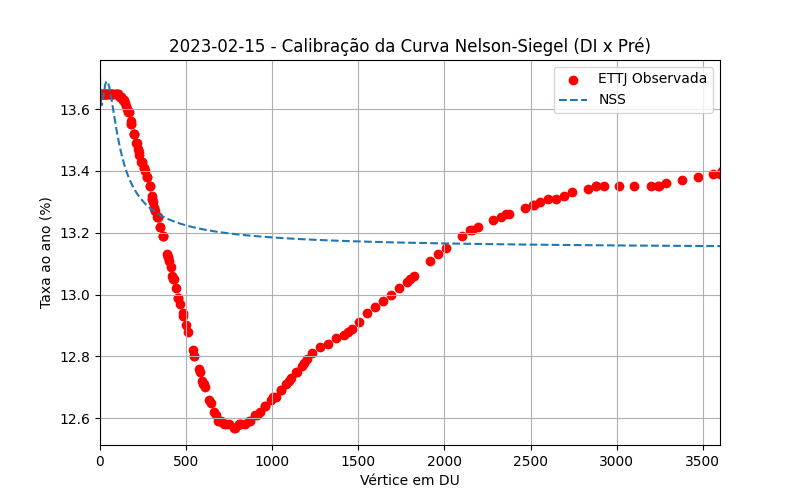 2023-02-15 - Calibração da Curva Nelson-Siegel (DI x Pré)
ETTJ Observada
NSS
Taxa ao ano (%)
13.6
13.4
13.2
13.0
12.8
12.6
0 500 1000 1500 2000 2500 3000 3500
Vértice em DU